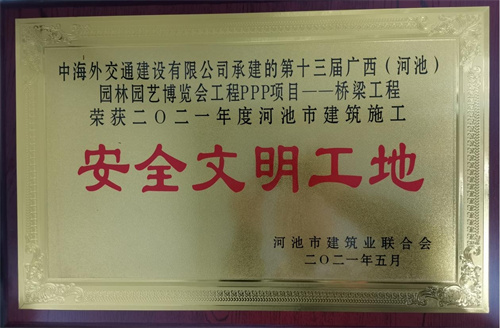 中海外交通建设有限公司承建的第十三届广西（河池）
园林园艺博览会工程PPP项目——桥梁工程
荣获二〇二一年度河池市建筑施工
安全文明工地
河池市建筑业联合会
二〇二一年五月